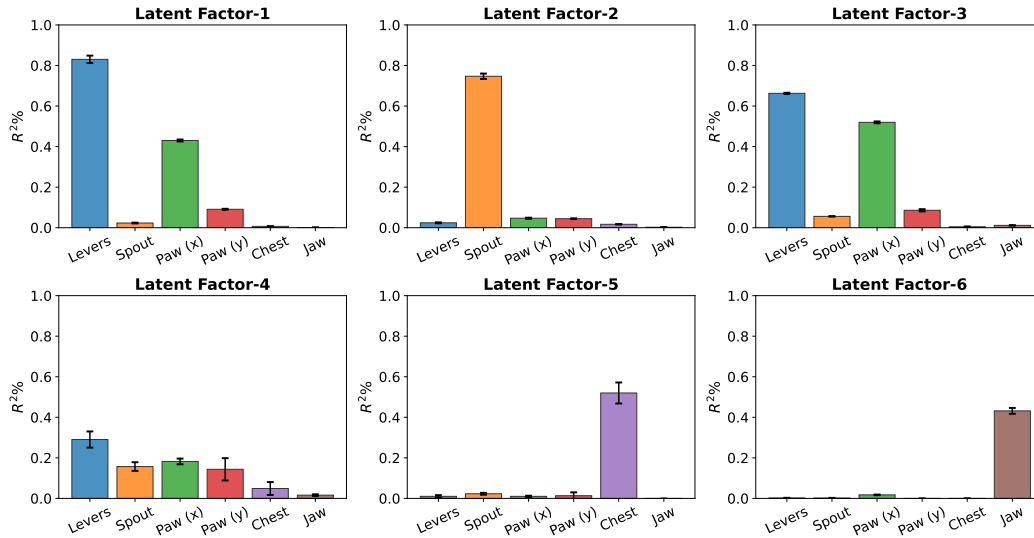 Latent Factor-1
R²%
1.0
0.8
0.6
0.4
0.2
0.0
Levers
Spout
Paw (x)
Paw (y)
Chest
Jaw
Latent Factor-2
R²%
1.0
0.8
0.6
0.4
0.2
0.0
Levers
Spout
Paw (x)
Paw (y)
Chest
Jaw
Latent Factor-3
R²%
1.0
0.8
0.6
0.4
0.2
0.0
Levers
Spout
Paw (x)
Paw (y)
Chest
Jaw
Latent Factor-4
R²%
1.0
0.8
0.6
0.4
0.2
0.0
Levers
Spout
Paw (x)
Paw (y)
Chest
Jaw
Latent Factor-5
R²%
1.0
0.8
0.6
0.4
0.2
0.0
Levers
Spout
Paw (x)
Paw (y)
Chest
Jaw
Latent Factor-6
R²%
1.0
0.8
0.6
0.4
0.2
0.0
Levers
Spout
Paw (x)
Paw (y)
Chest
Jaw